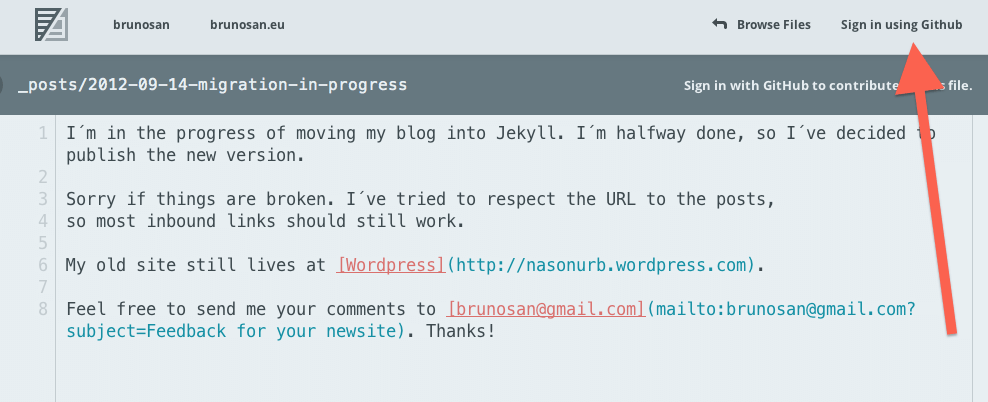 brunosan brunosan.eu Browse Files Sign in using Github
_posts/2012-09-14-migration-in-progress Sign in with GitHub to contribute file.
1 I´m in the progress of moving my blog into Jekyll. I´m halfway done, so I´ve decided to
publish the new version.
2
3 Sorry if things are broken. I´ve tried to respect the URL to the posts,
4 so most inbound links should still work.
5
6 My old site still lives at [Wordpress](http://nasonurb.wordpress.com).
7
8 Feel free to send me your comments to [brunosan@gmail.com](mailto:brunosan@gmail.com?
subject=Feedback for your newsite). Thanks!